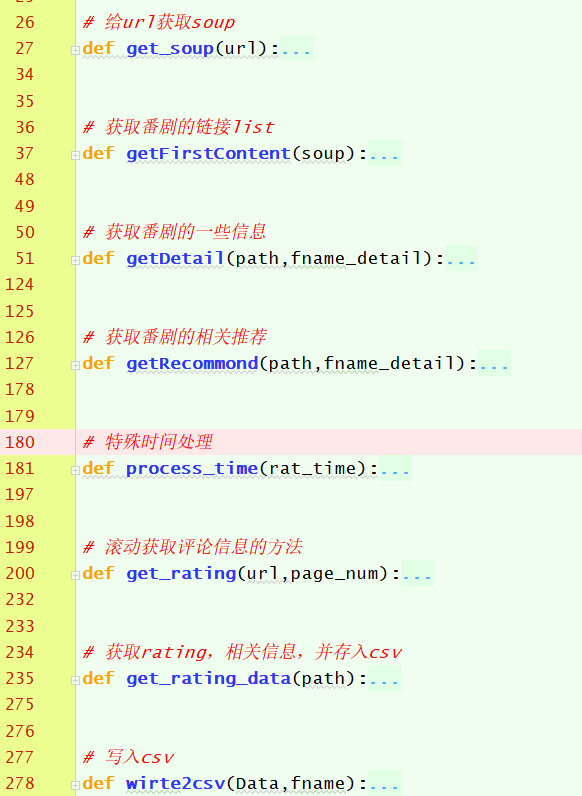 26 # 给url获取soup
27 def get_soup(url):...
34
35
36 # 获取番剧的链接list
37 def getFirstContent(soup):...
48
49
50 # 获取番剧的一些信息
51 def getDetail(path,fname_detail):...
124
125
126 # 获取番剧的相关推荐
127 def getRecommond(path,fname_detail):...
178
179
180 # 特殊时间处理
181 def process_time(rat_time):...
197
198
199 # 滚动获取评论信息的方法
200 def get_rating(url,page_num):...
232
233
234 # 获取rating，相关信息，并存入csv
235 def get_rating_data(path):...
275
276
277 # 写入csv
278 def wirte2csv(Data,fname):...